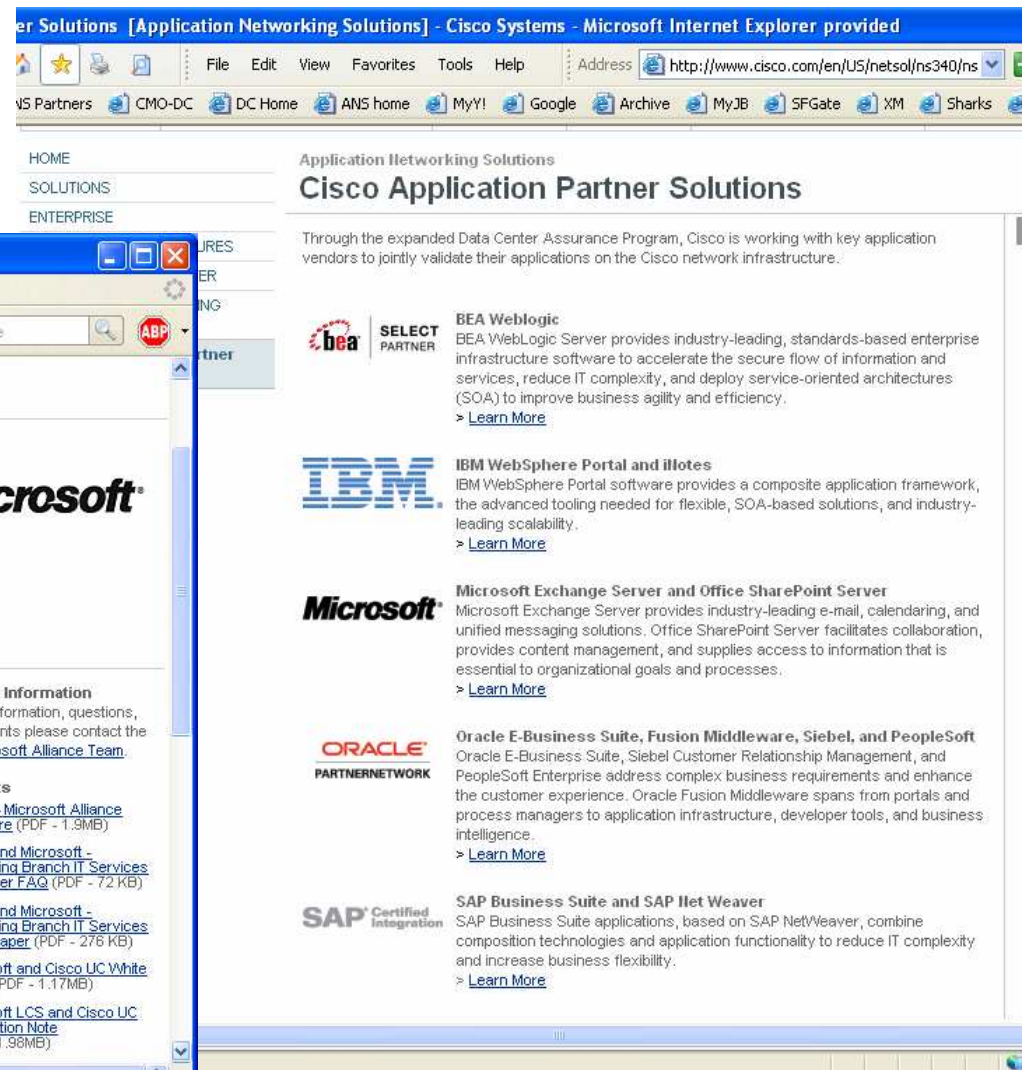 er Solutions [Application Networking Solutions] - Cisco Systems - Microsoft Internet Explorer provided
File Edit View Favorites Tools Help Address http://www.cisco.com/en/US/netsol/ns340/ns
NS Partners CMO-DC DC Home ANS home MyY! Google Archive MyJB SFGate XM Sharks
HOME
SOLUTIONS
ENTERPRISE
URES
ER
NG
rtner
Application Networking Solutions
Cisco Application Partner Solutions
Through the expanded Data Center Assurance Program, Cisco is working with key application
vendors to jointly validate their applications on the Cisco network infrastructure.
bea SELECT
PARTNER
BEA Weblogic
BEA WebLogic Server provides industry-leading, standards-based enterprise
infrastructure software to accelerate the secure flow of information and
services, reduce IT complexity, and deploy service-oriented architectures
(SOA) to improve business agility and efficiency.
> Learn More
IBM
IBM WebSphere Portal and iNotes
IBM WebSphere Portal software provides a composite application framework,
the advanced tooling needed for flexible, SOA-based solutions, and industry-
leading scalability.
> Learn More
Microsoft
Microsoft Exchange Server and Office SharePoint Server
Microsoft Exchange Server provides industry-leading e-mail, calendaring, and
unified messaging solutions. Office SharePoint Server facilitates collaboration,
provides content management, and supplies access to information that is
essential to organizational goals and processes.
> Learn More
ORACLE
PARTNERNETWORK
Oracle E-Business Suite, Fusion Middleware, Siebel, and PeopleSoft
Oracle E-Business Suite, Siebel Customer Relationship Management, and
PeopleSoft Enterprise address complex business requirements and enhance
the customer experience. Oracle Fusion Middleware spans from portals and
process managers to application infrastructure, developer tools, and business
intelligence.
> Learn More
SAP Certified
Integration
SAP Business Suite and SAP Net Weaver
SAP Business Suite applications, based on SAP NetWeaver, combine
composition technologies and application functionality to reduce IT complexity
and increase business flexibility.
> Learn More
ABP
crosoft
Information
formation, questions,
nts please contact the
osoft Alliance Team.
s
Microsoft Alliance
re (PDF - 1.9MB)
nd Microsoft -
ing Branch IT Services
er FAQ (PDF - 72 KB)
nd Microsoft -
ing Branch IT Services
aper (PDF - 276 KB)
oft and Cisco UC White
PDF - 1.17MB)
oft LCS and Cisco UC
tion Note
1.98MB)